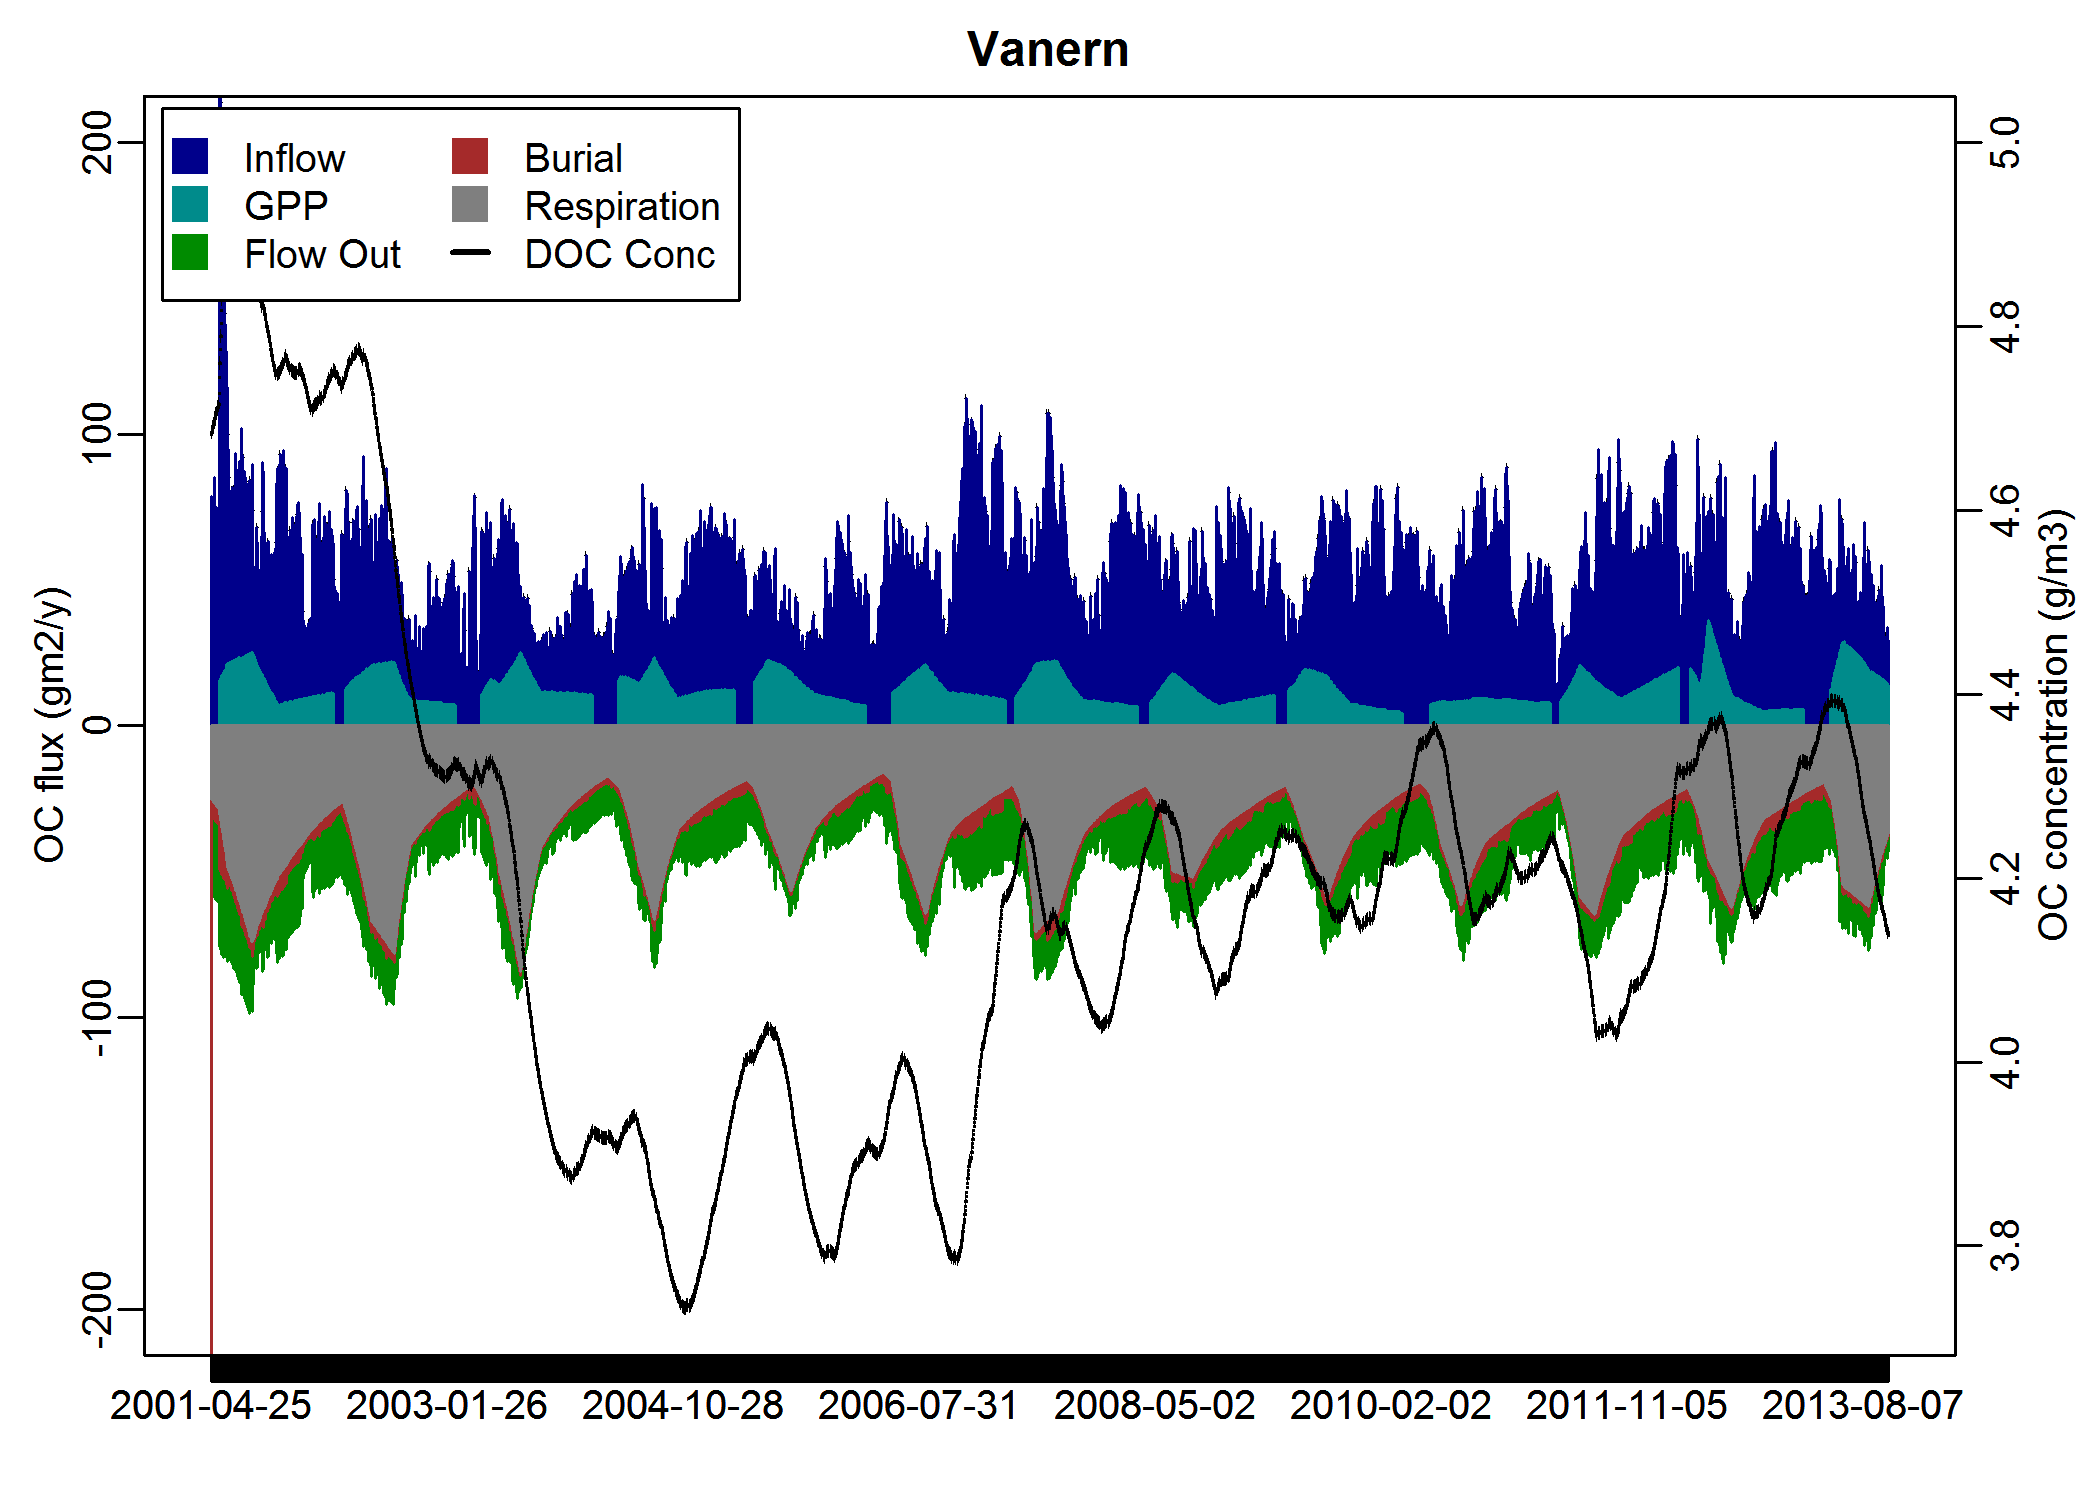 Vanern
Inflow
GPP
Flow Out
Burial
Respiration
DOC Conc
OC flux (gm2/y)
200
100
0
-100
-200
5.0
4.8
4.6
4.4
4.2
4.0
3.8
OC concentration (g/m3)
2001-04-25 2003-01-26 2004-10-28 2006-07-31 2008-05-02 2010-02-02 2011-11-05 2013-08-07